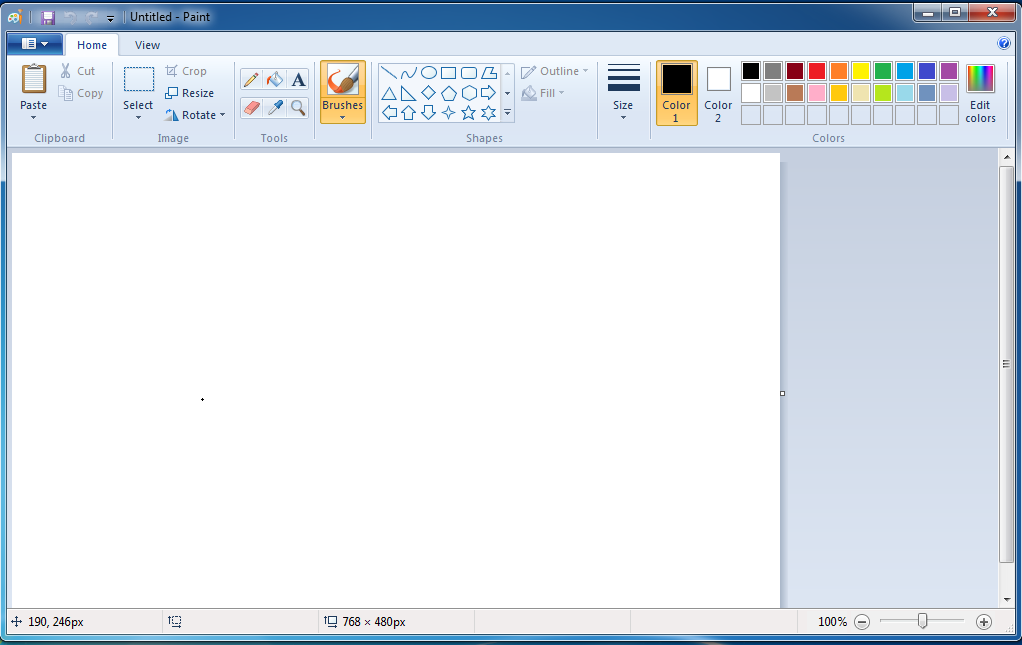 Untitled - Paint
Home View
Paste
Cut
Copy
Clipboard
Select
Crop
Resize
Rotate
Image
A
Tools
Brushes
Outline
Fill
Shapes
Size
Color 1
Color 2
Edit colors
Colors
190, 246px
768 × 480px
100%